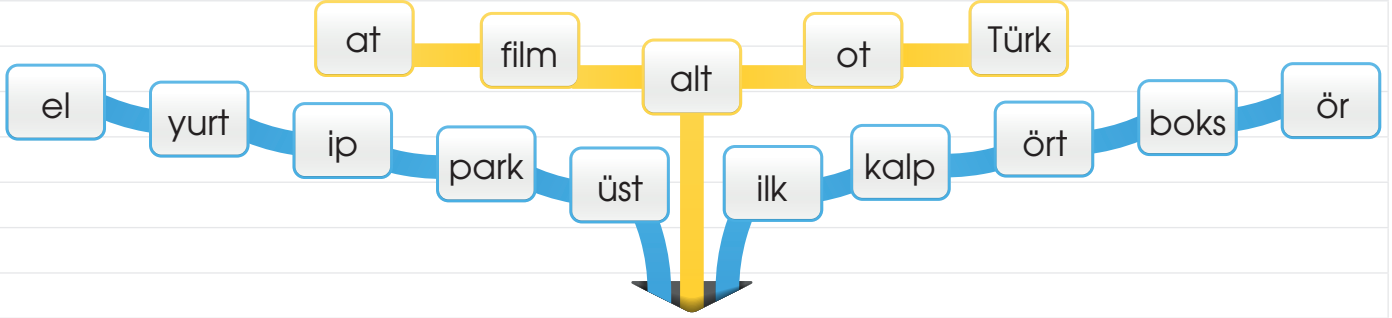 at
film
alt
ot
Türk
el
yurt
ip
park
üst
ilk
kalp
ört
boks
ör